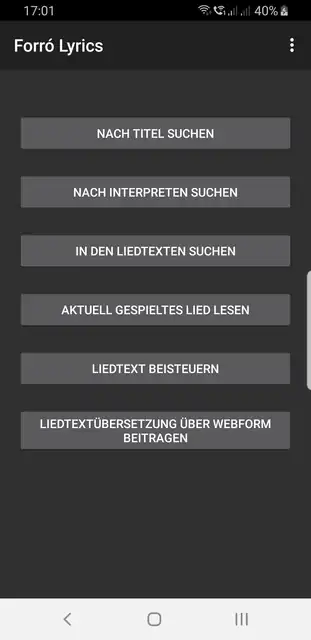 17:01
40%
Forró Lyrics
NACH TITEL SUCHEN
NACH INTERPRETEN SUCHEN
IN DEN LIEDTEXTEN SUCHEN
AKTUELL GESPIELTES LIED LESEN
LIEDTEXT BEISTEUERN
LIEDTEXTÜBERSETZUNG ÜBER WEBFORM
BEITRAGEN